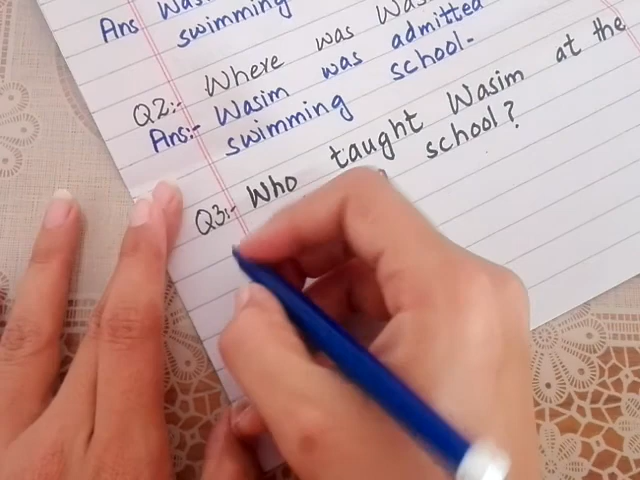 Ans Was
swimming
Q2:- Where was Was
Ans:- Wasim was admitted
swimming school.
Q3:- Who taught Wasim at the
school?